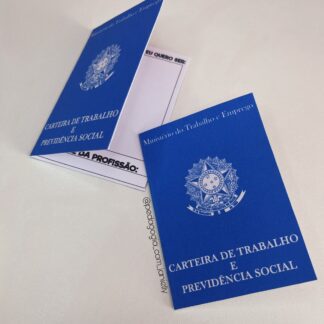 Ministério do Trabalho e Emprego
CARTEIRA DE TRABALHO
E
PREVIDÊNCIA SOCIAL
EU QUERO SER:
DA PROFISSÃO:
Ministério do Trabalho e Emprego
CARTEIRA DE TRABALHO
E
PREVIDÊNCIA SOCIAL